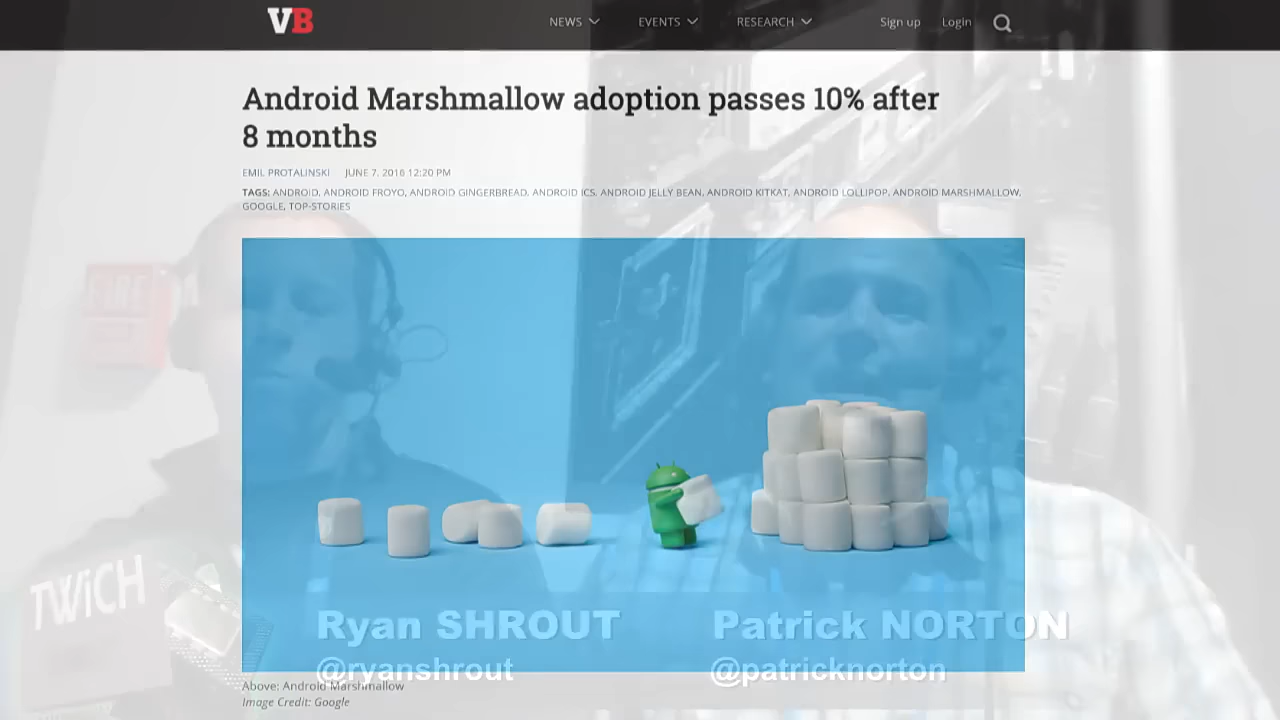 VB
NEWS EVENTS RESEARCH Sign up Login
Android Marshmallow adoption passes 10% after
8 months
EMIL PROTALINSKI JUNE 7, 2016 12:20 PM
TAGS: ANDROID, ANDROID FROYO, ANDROID GINGERBREAD, ANDROID ICS, ANDROID JELLY BEAN, ANDROID KITKAT, ANDROID LOLLIPOP, ANDROID MARSHMALLOW,
GOOGLE, TOP-STORIES
FIRE
TWiCH
Ryan SHROUT
@ryanshrout
Patrick NORTON
@patricknorton
Above: Android Marshmallow
Image Credit: Google